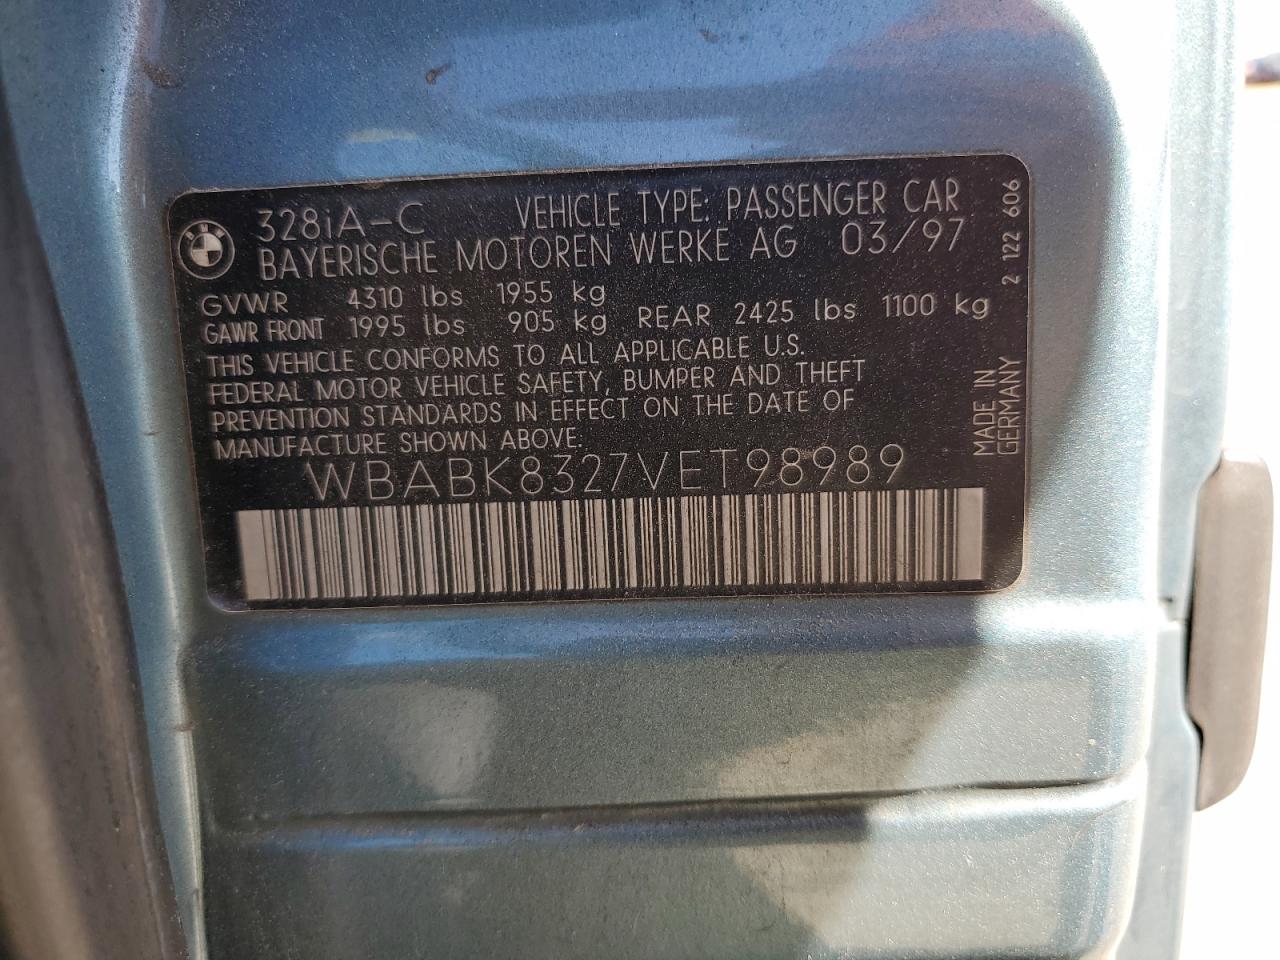 BMW
328iA-C VEHICLE TYPE: PASSENGER CAR
BAYERISCHE MOTOREN WERKE AG 03/97
GVWR 4310 lbs 1955 kg
GAWR FRONT 1995 lbs 905 kg REAR 2425 lbs 1100 kg
THIS VEHICLE CONFORMS TO ALL APPLICABLE U.S.
FEDERAL MOTOR VEHICLE SAFETY, BUMPER AND THEFT
PREVENTION STANDARDS IN EFFECT ON THE DATE OF
MANUFACTURE SHOWN ABOVE.
WBABK8327VET98989
2 122 606
MADE IN
GERMANY